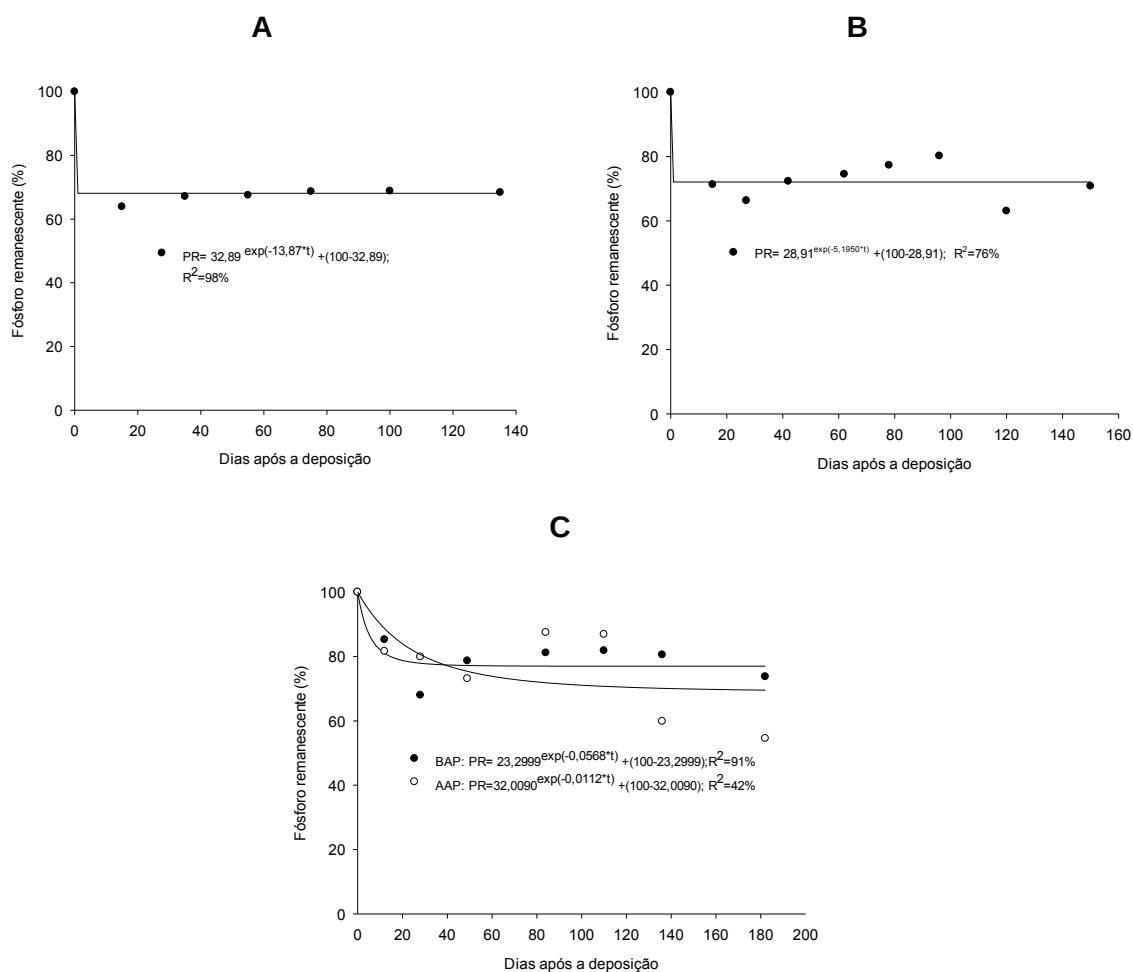 A
B
Fósforo remanescente (%)
100
80
60
40
20
0
0 20 40 60 80 100 120 140
Dias após a deposição
PR= 32,89 exp(-13,87*t) +(100-32,89);
R2=98%
Fósforo remanescente (%)
100
80
60
40
20
0
0 20 40 60 80 100 120 140 160
Dias após a deposição
PR= 28,91exp(-5,1950*t) +(100-28,91); R2=76%
C
Fósforo remanescente (%)
100
80
60
40
20
0
0 20 40 60 80 100 120 140 160 180 200
Dias após a deposição
BAP: PR= 23,2999exp(-0,0568*t) +(100-23,2999);R2=91%
AAP: PR=32,0090exp(-0,0112*t) +(100-32,0090); R2=42%